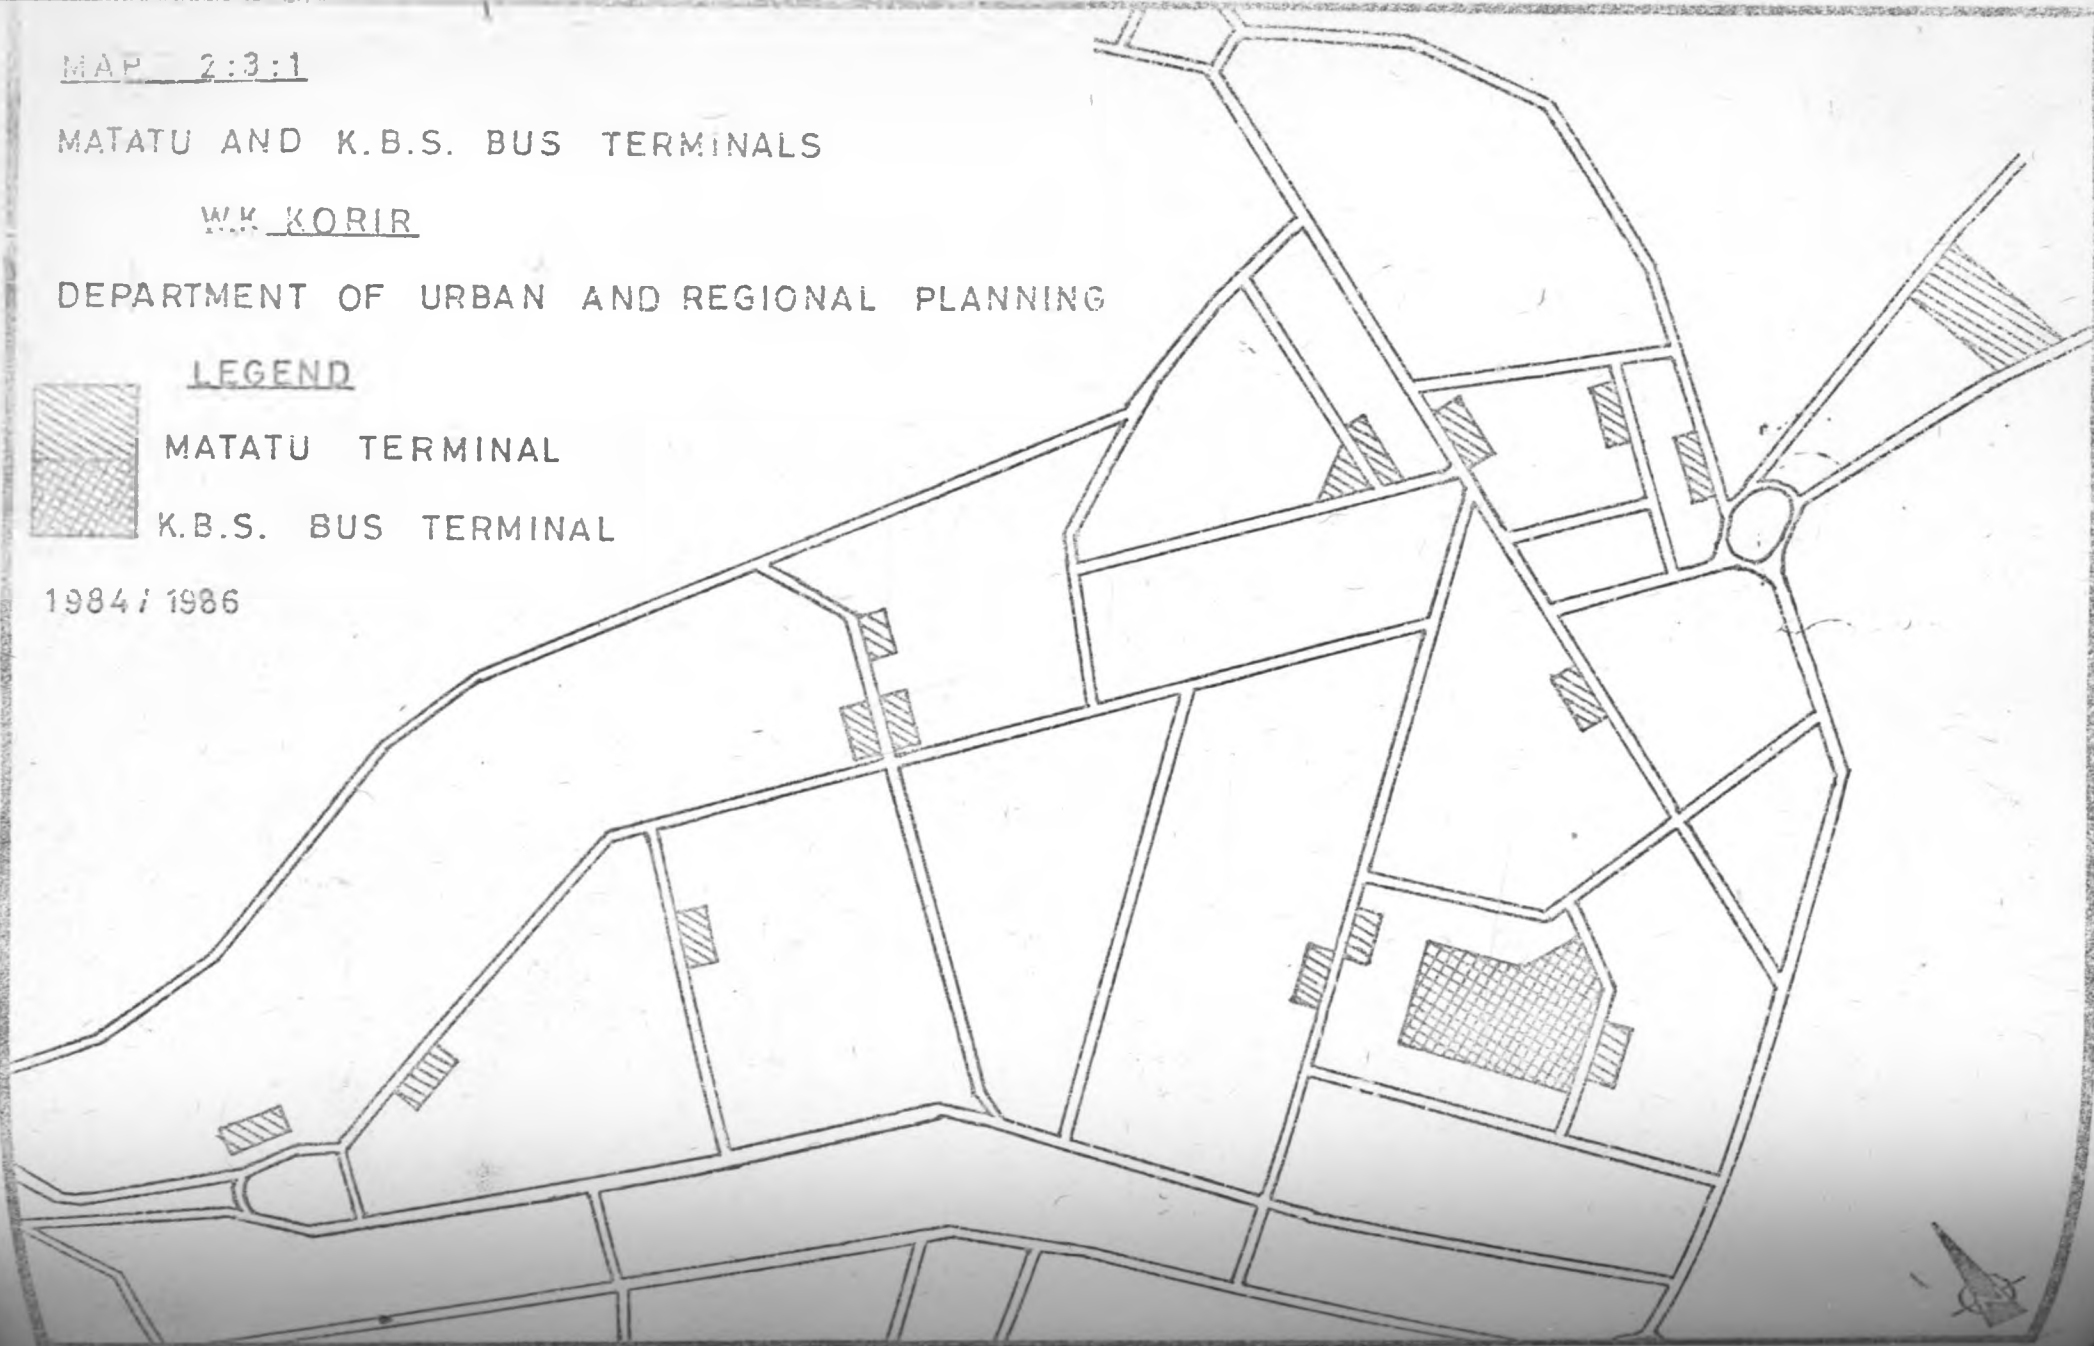 MAP 2:3:1
MATATU AND K.B.S. BUS TERMINALS
W.K KORIR
DEPARTMENT OF URBAN AND REGIONAL PLANNING
LEGEND
MATATU TERMINAL
K.B.S. BUS TERMINAL
1984/1986